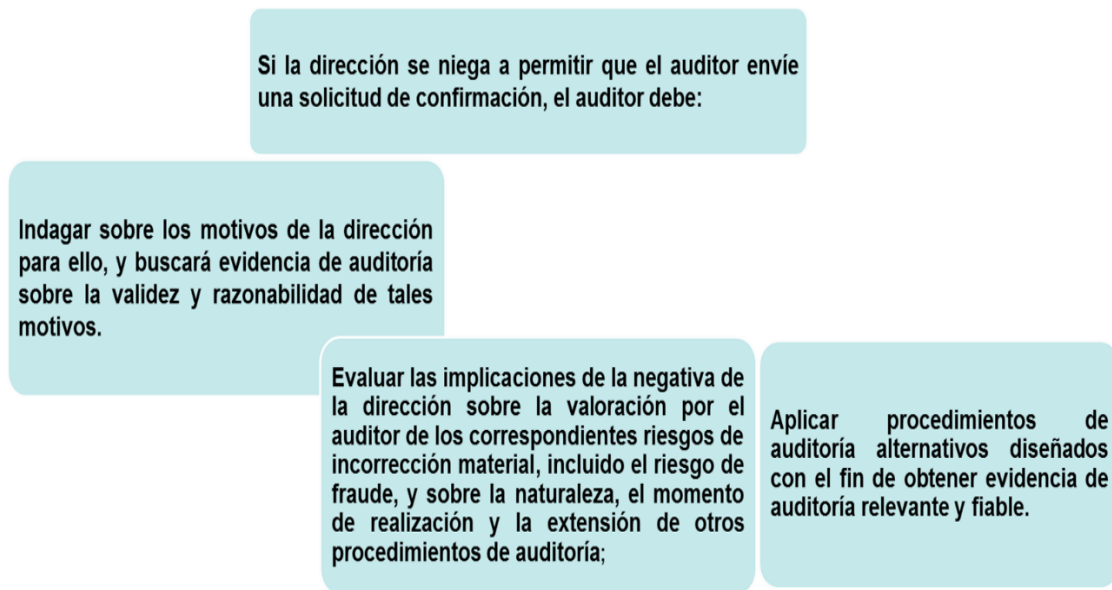 Si la dirección se niega a permitir que el auditor envíe
una solicitud de confirmación, el auditor debe:
Indagar sobre los motivos de la dirección
para ello, y buscará evidencia de auditoría
sobre la validez y razonabilidad de tales
motivos.
Evaluar las implicaciones de la negativa de
la dirección sobre la valoración por el
auditor de los correspondientes riesgos de
incorrección material, incluido el riesgo de
fraude, y sobre la naturaleza, el momento
de realización y la extensión de otros
procedimientos de auditoría;
Aplicar procedimientos de
auditoría alternativos diseñados
con el fin de obtener evidencia de
auditoría relevante y fiable.